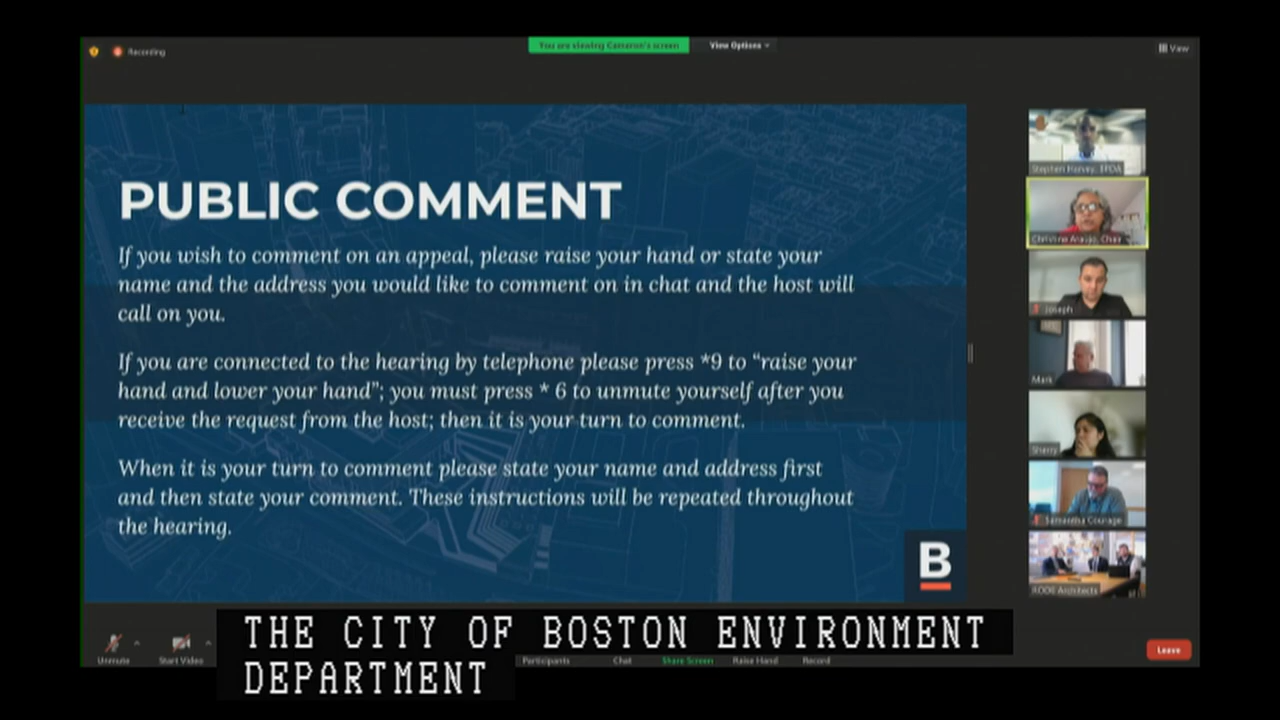 Recording
You are viewing Cameron's screen
View Options
View
PUBLIC COMMENT
If you wish to comment on an appeal, please raise your hand or state your
name and the address you would like to comment on in chat and the host will
call on you.
If you are connected to the hearing by telephone please press *9 to “raise your
hand and lower your hand”; you must press * 6 to unmute yourself after you
receive the request from the host; then it is your turn to comment.
When it is your turn to comment please state your name and address first
and then state your comment. These instructions will be repeated throughout
the hearing.
B
Stephen Harvey, BPDA
Christine Araujo, Chair
Joseph
Mark
Sherry
Samantha Courage
RODE Architects
Unmute
Start Video
Participants
Chat
Share Screen
Raise Hand
Record
Leave
THE CITY OF BOSTON ENVIRONMENT
DEPARTMENT